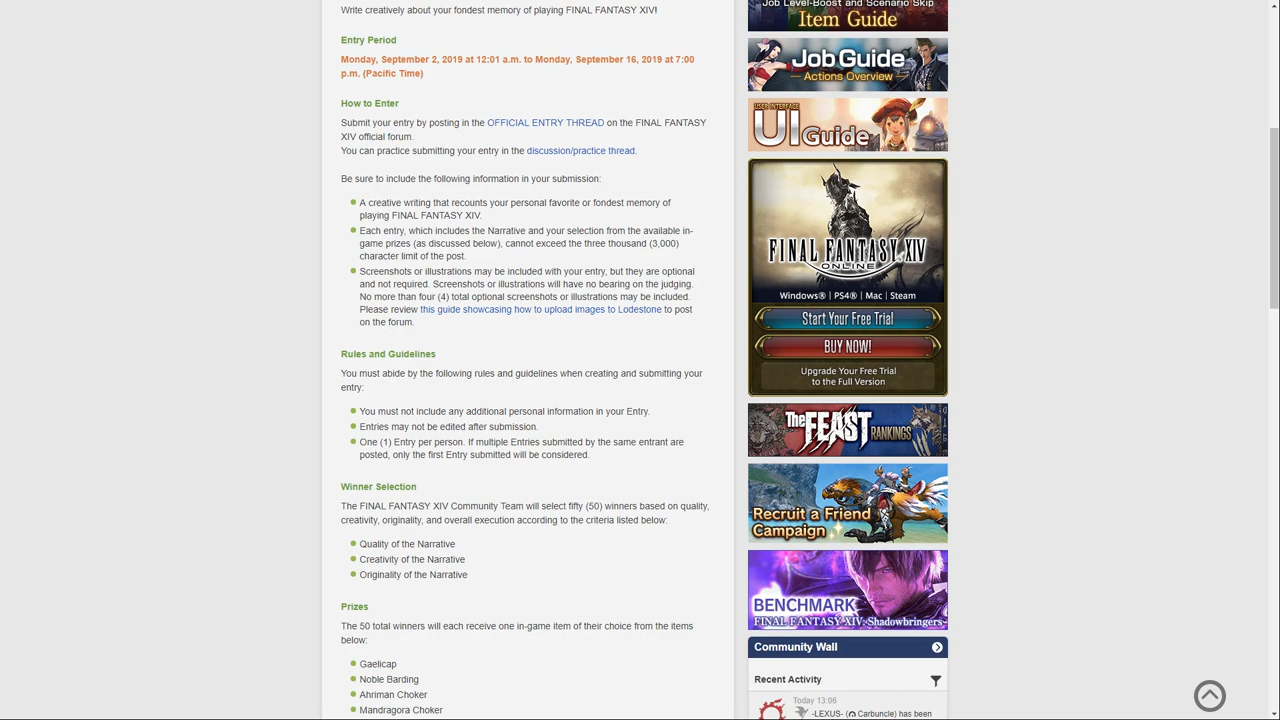 Write creatively about your fondest memory of playing FINAL FANTASY XIV!
Entry Period
Monday, September 2, 2019 at 12:01 a.m. to Monday, September 16, 2019 at 7:00
p.m. (Pacific Time)
How to Enter
Submit your entry by posting in the OFFICIAL ENTRY THREAD on the FINAL FANTASY
XIV official forum.
You can practice submitting your entry in the discussion/practice thread.
Be sure to include the following information in your submission:
A creative writing that recounts your personal favorite or fondest memory of
playing FINAL FANTASY XIV.
Each entry, which includes the Narrative and your selection from the available in-
game prizes (as discussed below), cannot exceed the three thousand (3,000)
character limit of the post.
Screenshots or illustrations may be included with your entry, but they are optional
and not required. Screenshots or illustrations will have no bearing on the judging.
No more than four (4) total optional screenshots or illustrations may be included.
Please review this guide showcasing how to upload images to Lodestone to post
on the forum.
Rules and Guidelines
You must abide by the following rules and guidelines when creating and submitting your
entry:
You must not include any additional personal information in your Entry.
Entries may not be edited after submission.
One (1) Entry per person. If multiple Entries submitted by the same entrant are
posted, only the first Entry submitted will be considered.
Winner Selection
The FINAL FANTASY XIV Community Team will select fifty (50) winners based on quality,
creativity, originality, and overall execution according to the criteria listed below:
Quality of the Narrative
Creativity of the Narrative
Originality of the Narrative
Prizes
The 50 total winners will each receive one in-game item of their choice from the items
below:
Gaelicap
Noble Barding
Ahriman Choker
Mandragora Choker
Job Level-Boost and Scenario Skip
Item Guide
Job Guide
Actions Overview
USER INTERFACE
UI Guide
FINAL FANTASY XIV
ONLINE
Windows® | PS4® | Mac | Steam
Start Your Free Trial
BUY NOW!
Upgrade Your Free Trial
to the Full Version
The FEAST RANKINGS
Recruit a Friend
Campaign
BENCHMARK
FINAL FANTASY XIV: Shadowbringers
Community Wall
Recent Activity
Today 13:06
-LEXUS- (Carbuncle) has been